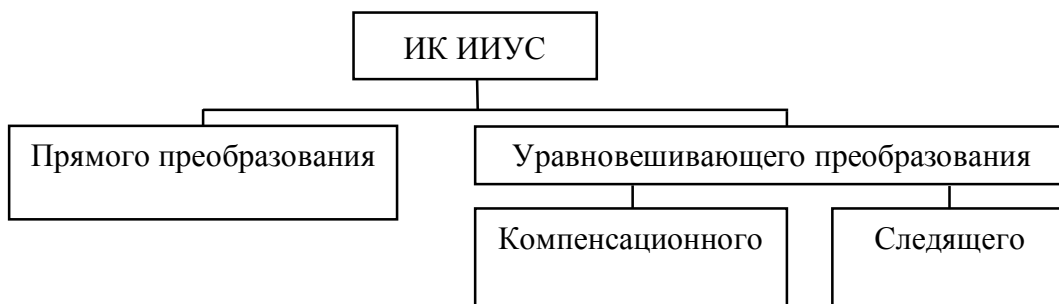 ИК ИИУС
Прямого преобразования
Уравновешивающего преобразования
Компенсационного
Следящего